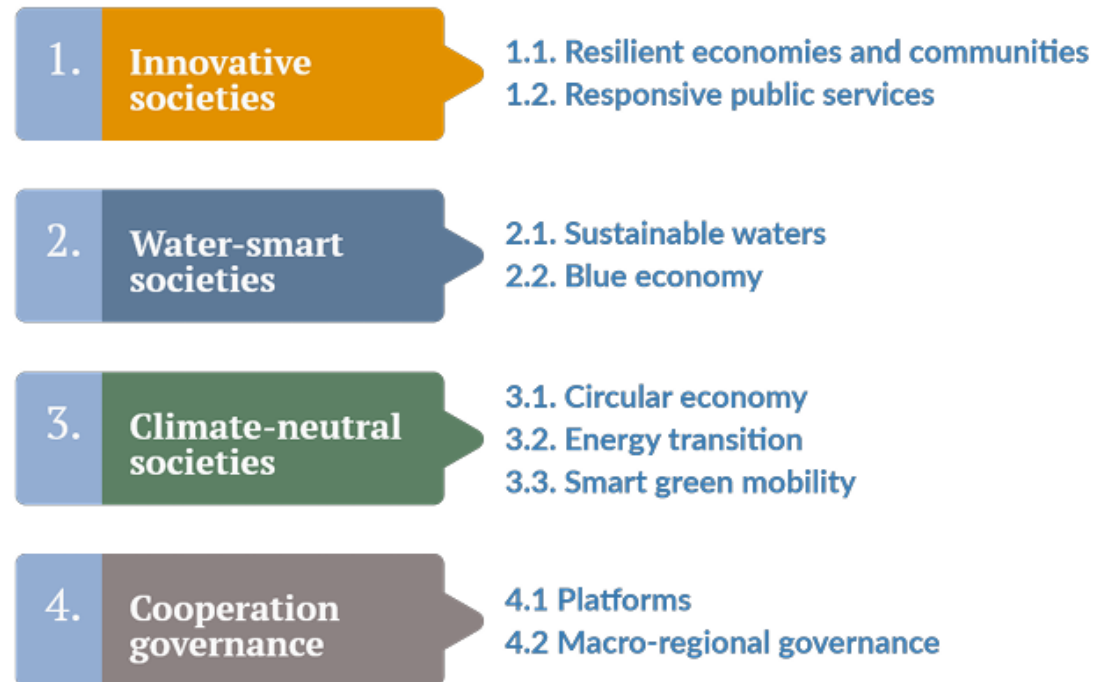 1.
Innovative
societies
1.1. Resilient economies and communities
1.2. Responsive public services
2.
Water-smart
societies
2.1. Sustainable waters
2.2. Blue economy
3.
Climate-neutral
societies
3.1. Circular economy
3.2. Energy transition
3.3. Smart green mobility
4.
Cooperation
governance
4.1 Platforms
4.2 Macro-regional governance